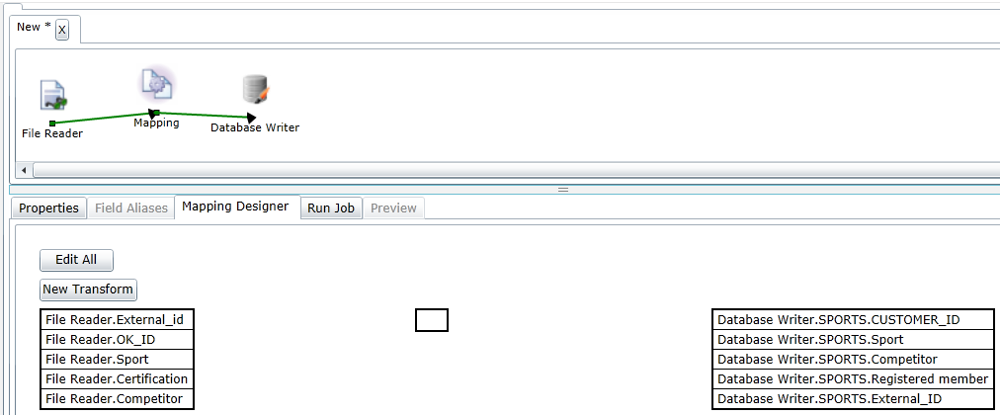 New * X
File Reader
Mapping
Database Writer
Properties Field Aliases Mapping Designer Run Job Preview
Edit All
New Transform
File Reader.External_id
File Reader.OK_ID
File Reader.Sport
File Reader.Certification
File Reader.Competitor
Database Writer.SPORTS.CUSTOMER_ID
Database Writer.SPORTS.Sport
Database Writer.SPORTS.Competitor
Database Writer.SPORTS.Registered member
Database Writer.SPORTS.External_ID